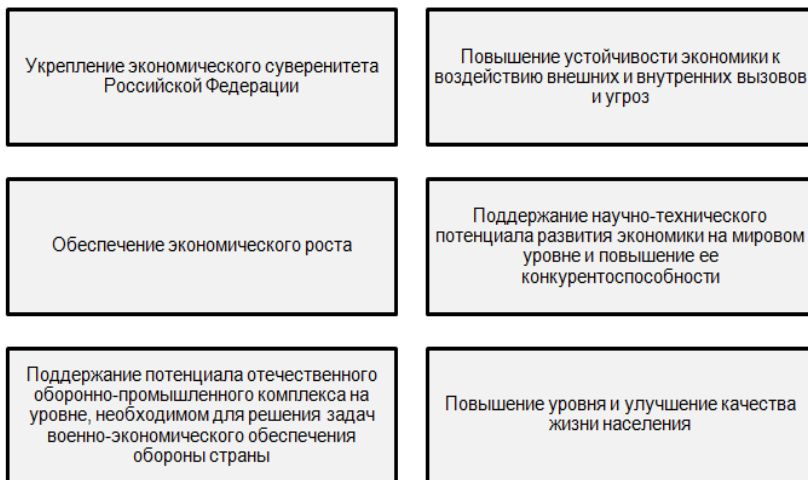 Укрепление экономического суверенитета
Российской Федерации
Повышение устойчивости экономики к
воздействию внешних и внутренних вызовов
и угроз
Обеспечение экономического роста
Поддержание научно-технического
потенциала развития экономики на мировом
уровне и повышение ее
конкурентоспособности
Поддержание потенциала отечественного
оборонно-промышленного комплекса на
уровне, необходимом для решения задач
военно-экономического обеспечения
обороны страны
Повышение уровня и улучшение качества
жизни населения